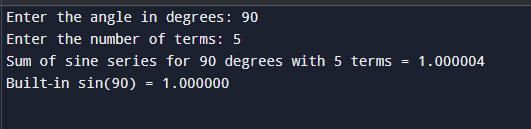 Enter the angle in degrees: 90
Enter the number of terms: 5
Sum of sine series for 90 degrees with 5 terms = 1.000004
Built-in sin(90) = 1.000000